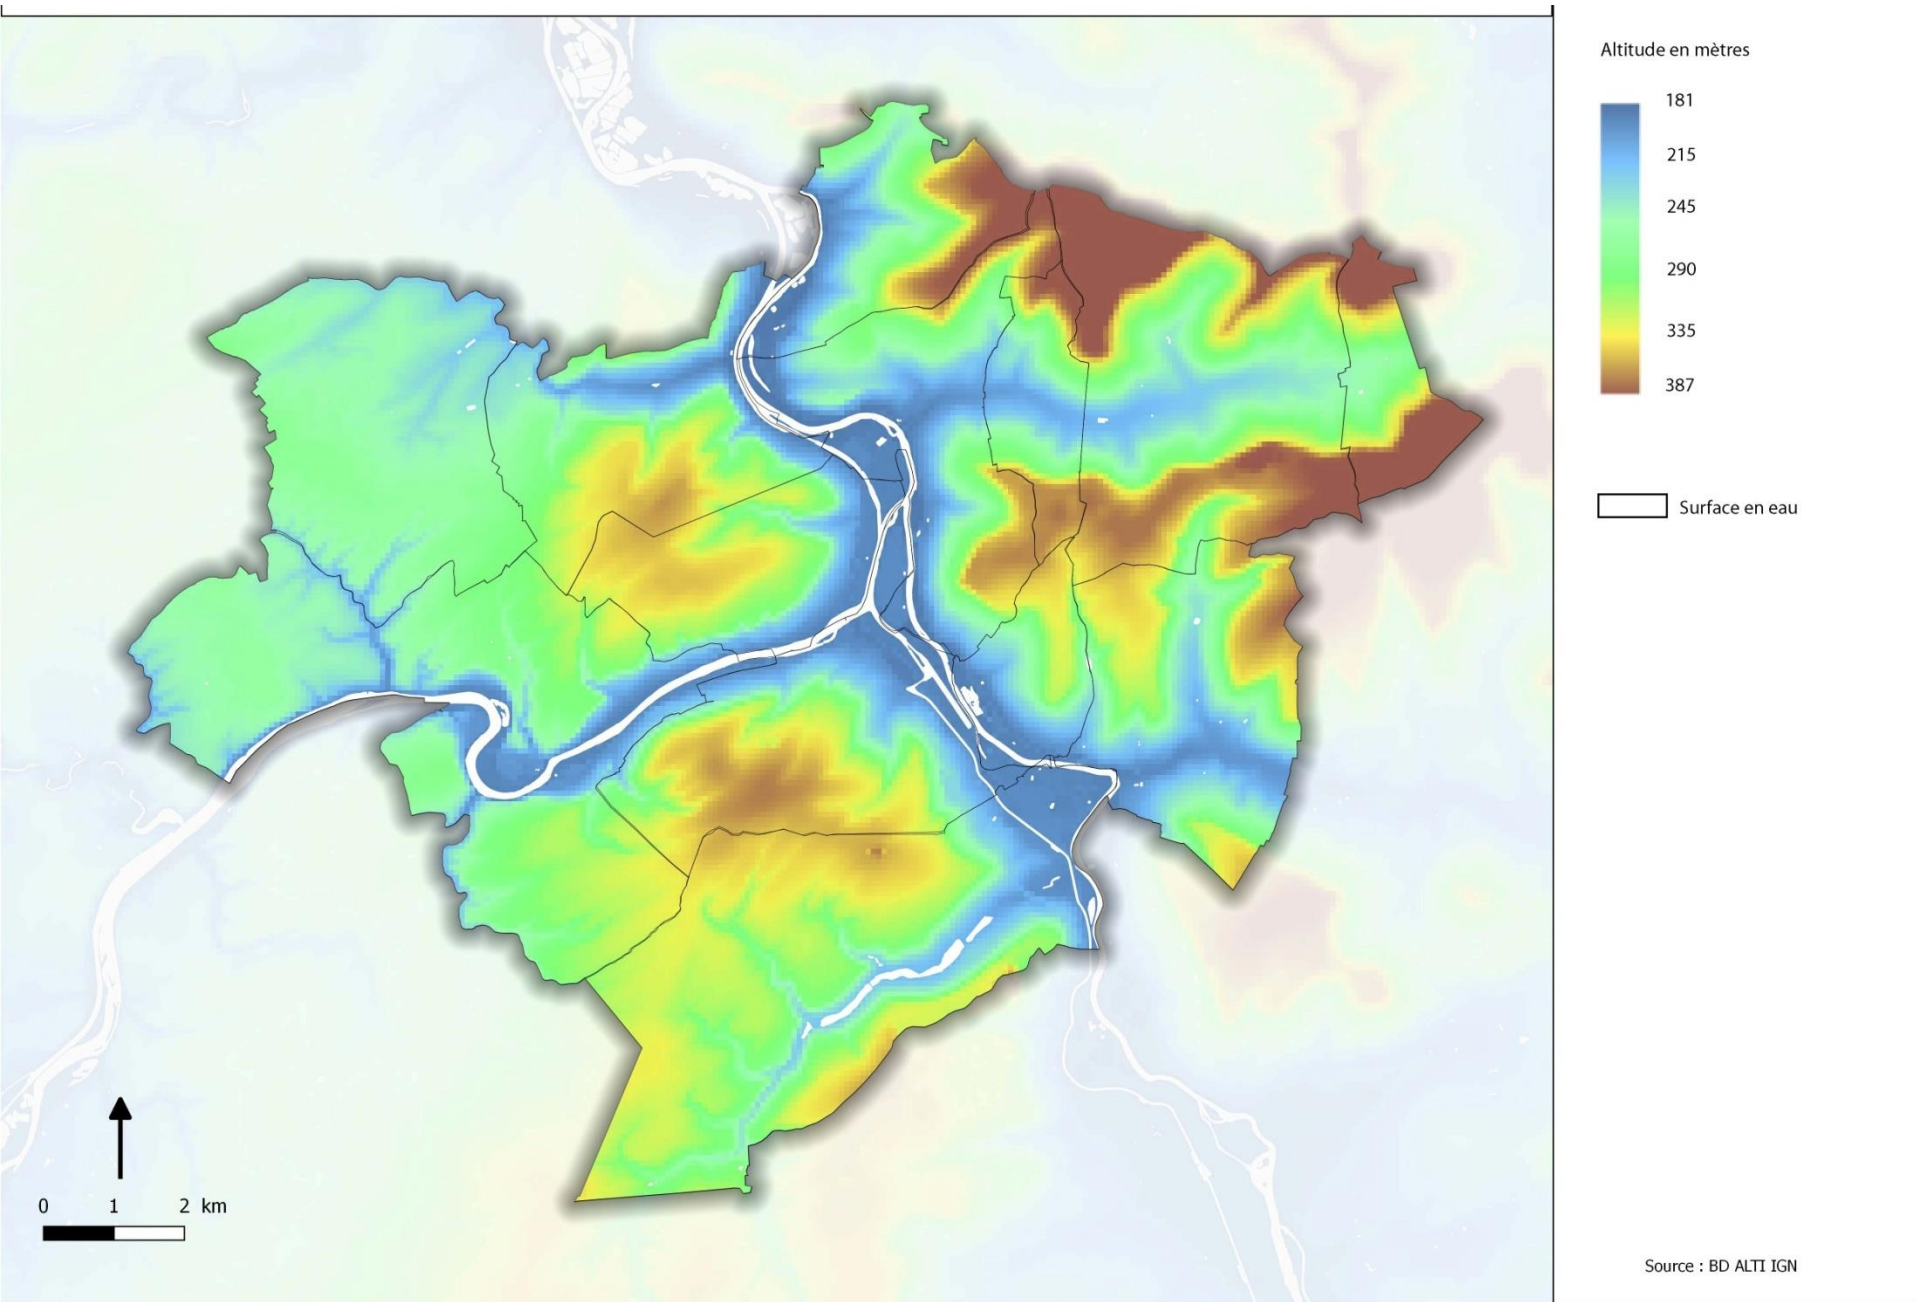 Altitude en mètres
181
215
245
290
335
387
Surface en eau
0 1 2 km
Source : BD ALTI IGN